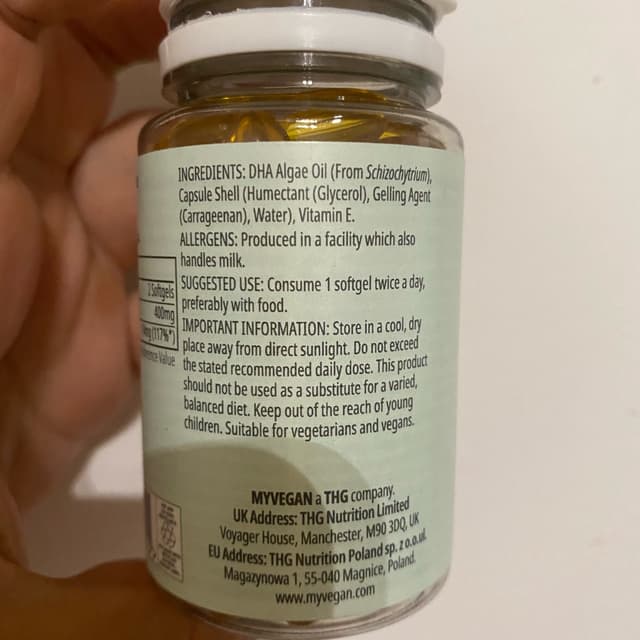 INGREDIENTS: DHA Algae Oil (From Schizochytrium),
Capsule Shell (Humectant (Glycerol), Gelling Agent
(Carrageenan), Water), Vitamin E.
ALLERGENS: Produced in a facility which also
handles milk.
SUGGESTED USE: Consume 1 softgel twice a day,
preferably with food.
IMPORTANT INFORMATION: Store in a cool, dry
place away from direct sunlight. Do not exceed
the stated recommended daily dose. This product
should not be used as a substitute for a varied,
balanced diet. Keep out of the reach of young
children. Suitable for vegetarians and vegans.
2 Softgels
400mg
(117%*)
Value
MYVEGAN a THG company.
UK Address: THG Nutrition Limited
Voyager House, Manchester, M90 3DQ, UK
EU Address: THG Nutrition Poland sp. z o.o.ul.
Magazynowa 1, 55-040 Magnice, Poland.
www.myvegan.com